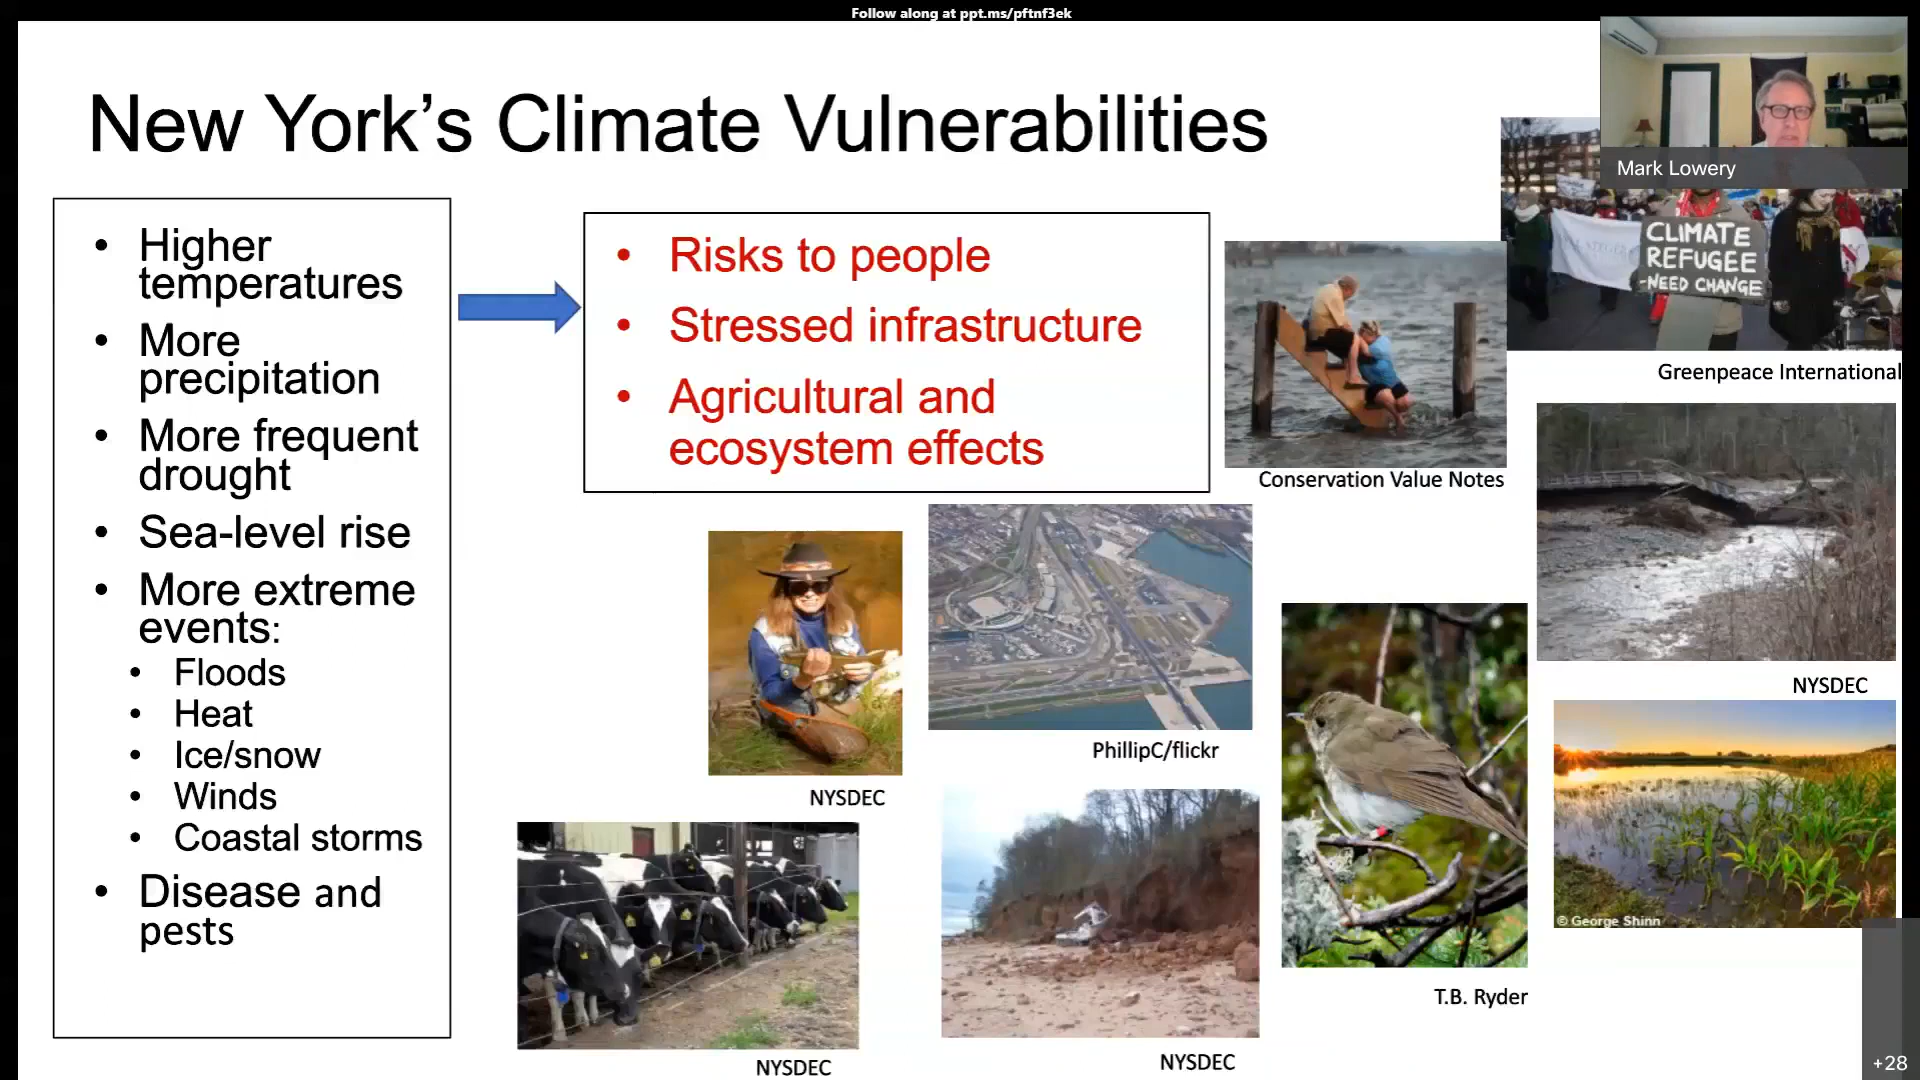 Follow along at ppt.ms/pftnf3ek
New York's Climate Vulnerabilities
Mark Lowery
• Higher
temperatures
• More
precipitation
• More frequent
drought
• Sea-level rise
• More extreme
events:
• Floods
• Heat
• Ice/snow
• Winds
• Coastal storms
• Disease and
pests
• Risks to people
• Stressed infrastructure
• Agricultural and
ecosystem effects
CLIMATE
REFUGEE
-NEED CHANGE
Greenpeace International
Conservation Value Notes
NYSDEC
PhillipC/flickr
NYSDEC
© George Shinn
T.B. Ryder
NYSDEC
NYSDEC
+28